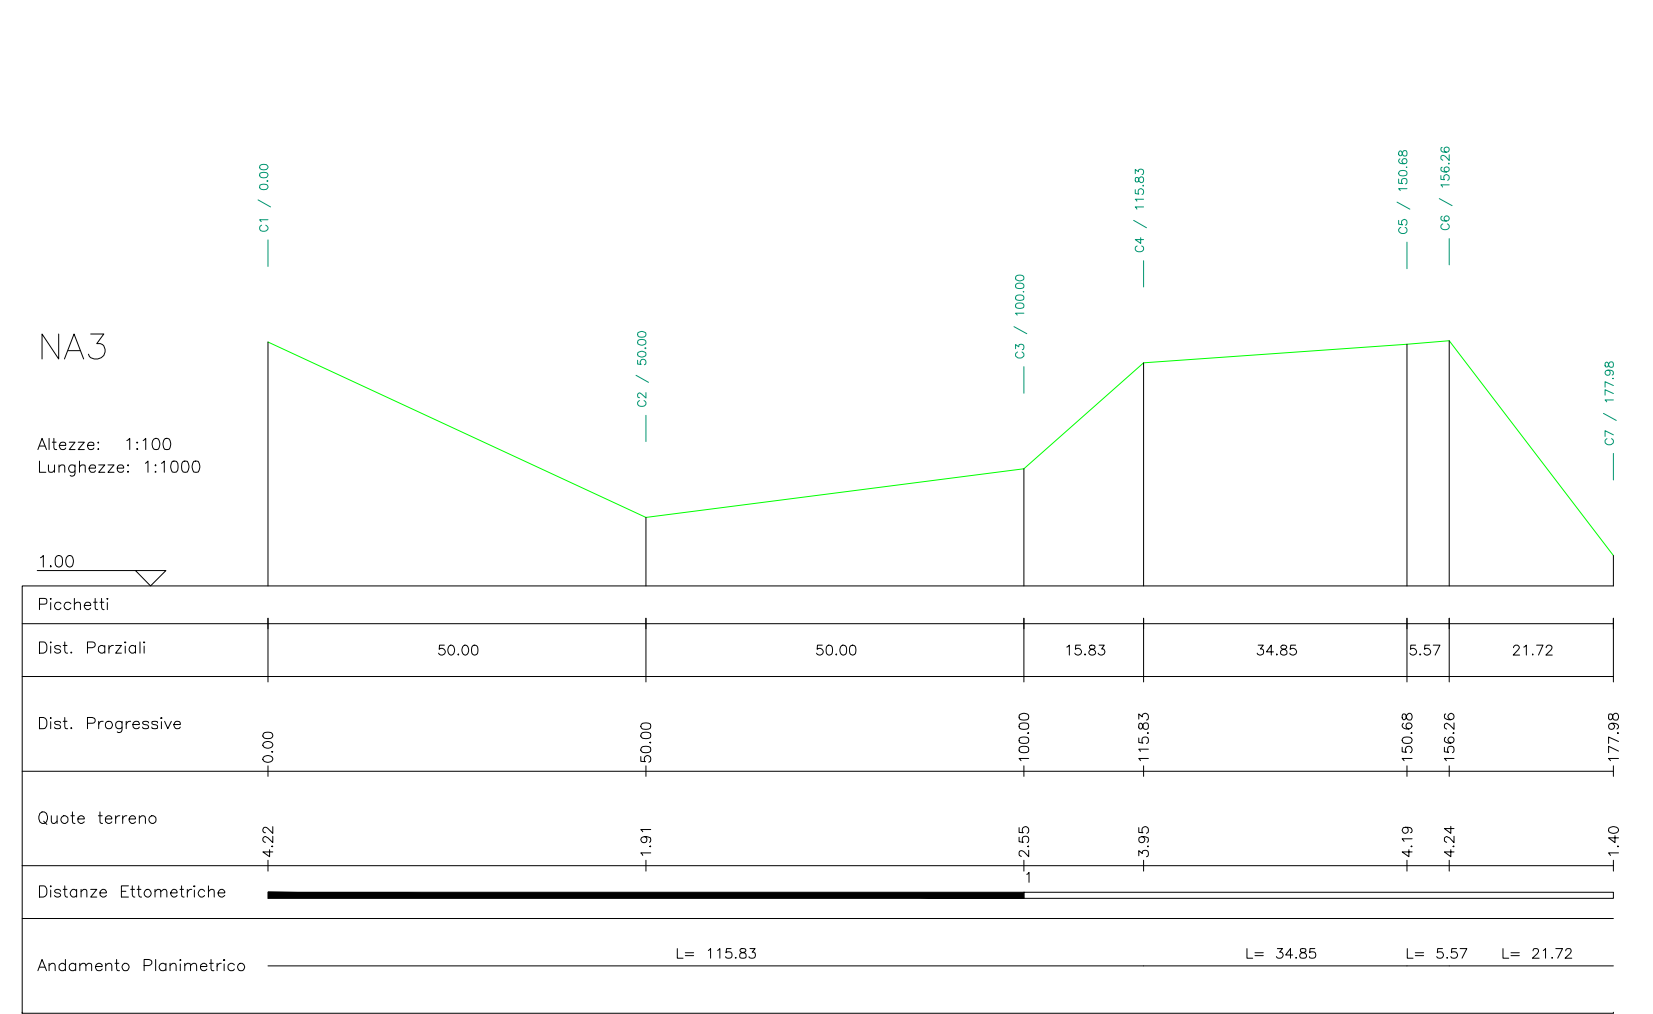 C1 / 0.00
C2 / 50.00
C3 / 100.00
C4 / 115.83
C5 / 150.68
C6 / 156.26
C7 / 177.98
NA3
Altezze: 1:100
Lunghezze: 1:1000
1.00
Picchetti
Dist. Parziali 50.00 50.00 15.83 34.85 5.57 21.72
Dist. Progressive 0.00 50.00 100.00 115.83 150.68 156.26 177.98
Quote terreno 4.22 1.91 2.55 3.95 4.19 4.24 1.40
Distanze Ettometriche 1
Andamento Planimetrico L= 115.83 L= 34.85 L= 5.57 L= 21.72